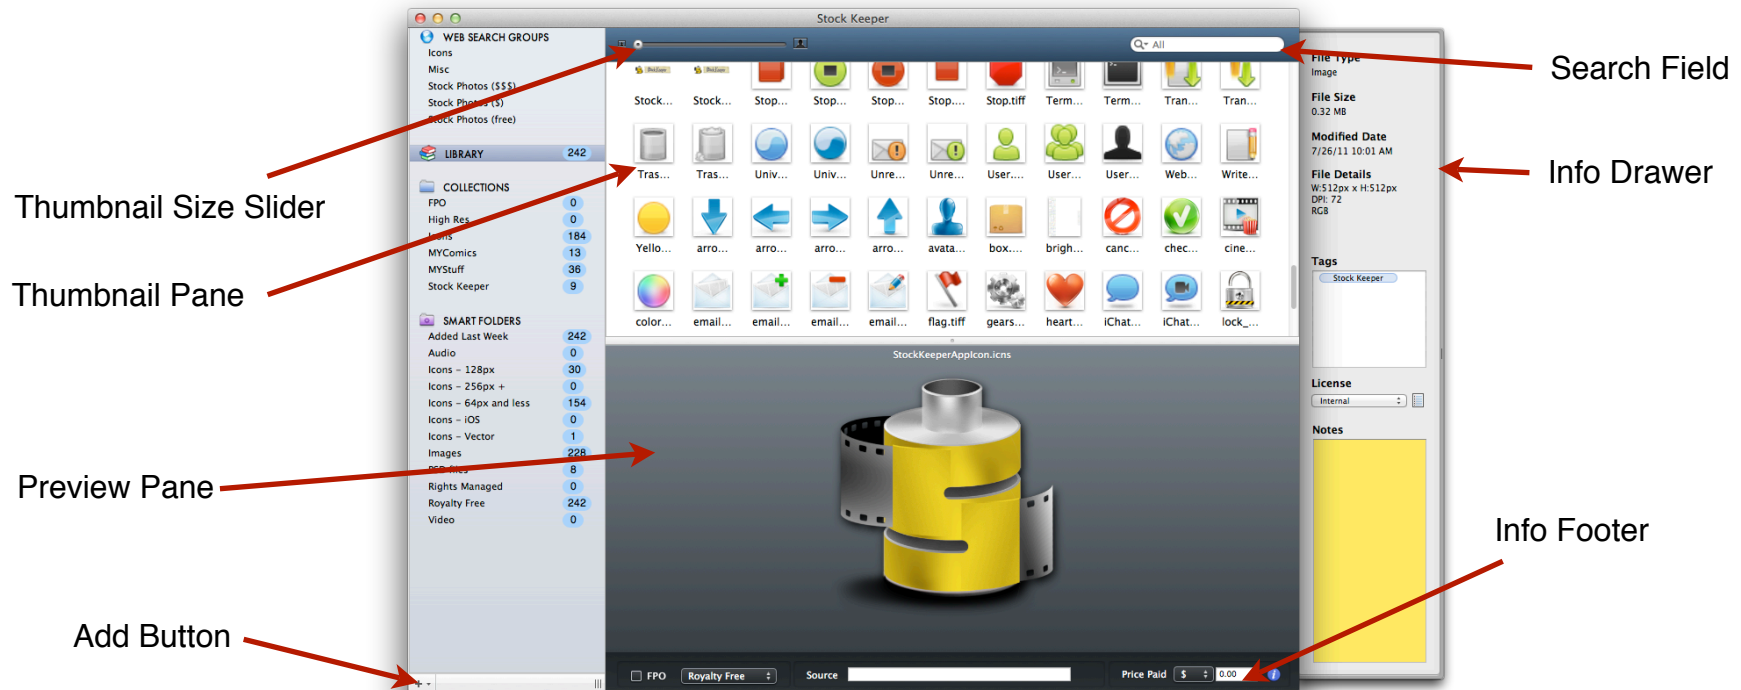 Stock Keeper
WEB SEARCH GROUPS
Icons
Misc
Stock Photos ($$$)
Stock Photos ($)
Stock Photos (free)
LIBRARY 242
COLLECTIONS
FPO 0
High Res 0
Icons 184
MYComics 13
MYStuff 36
Stock Keeper 9
SMART FOLDERS
Added Last Week 242
Audio 0
Icons - 128px 30
Icons - 256px + 0
Icons - 64px and less 154
Icons - iOS 0
Icons - Vector 1
Images 228
PSD files 8
Rights Managed 0
Royalty Free 242
Video 0
All
Stock... Stock... Stop... Stop... Stop... Stop.... Stop.tiff Term... Term... Tran... Tran...
Tras... Tras... Univ... Univ... Unre... Unre... User.... User... User... Web... Write...
Yello... arro... arro... arro... arro... avata... box.... brigh... canc... chec... cine...
color... email... email... email... email... flag.tiff gears... heart... iChat... iChat... lock_...
StockKeeperAppIcon.icns
FPO Royalty Free Source Price Paid $ 0.00
File Type
Image
File Size
0.32 MB
Modified Date
7/26/11 10:01 AM
File Details
W:512px x H:512px
DPI: 72
RGB
Tags
Stock Keeper
License
Internal
Notes
Thumbnail Size Slider
Thumbnail Pane
Preview Pane
Add Button
Search Field
Info Drawer
Info Footer